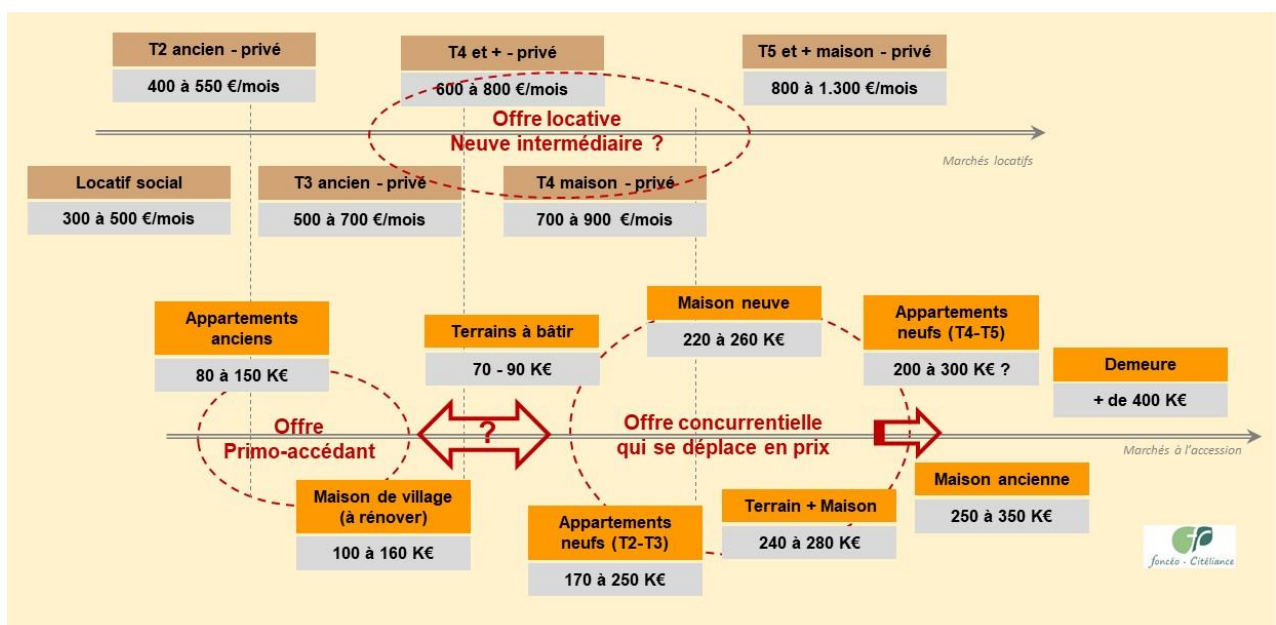 T2 ancien - privé
400 à 550 €/mois
T4 et + - privé
600 à 800 €/mois
T5 et + maison - privé
800 à 1.300 €/mois
Offre locative
Neuve intermédiaire ?
Marchés locatifs
Locatif social
300 à 500 €/mois
T3 ancien - privé
500 à 700 €/mois
T4 maison - privé
700 à 900 €/mois
Appartements
anciens
80 à 150 K€
Terrains à bâtir
70 - 90 K€
Maison neuve
220 à 260 K€
Appartements
neufs (T4-T5)
200 à 300 K€ ?
Demeure
+ de 400 K€
Offre
Primo-accédant
?
Offre concurrentielle
qui se déplace en prix
Marchés à l'accession
Maison de village
(à rénover)
100 à 160 K€
Appartements
neufs (T2-T3)
170 à 250 K€
Terrain + Maison
240 à 280 K€
Maison ancienne
250 à 350 K€
foncéo - Citéliance